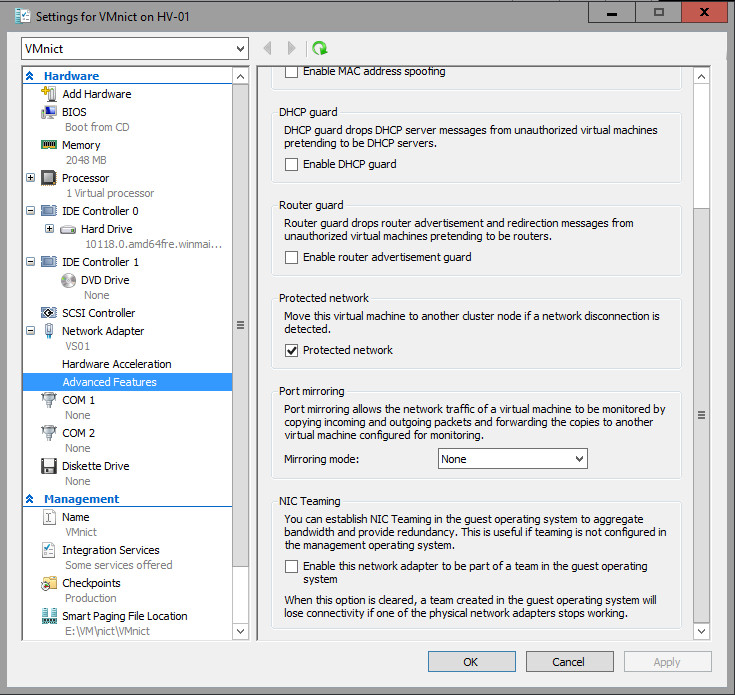 Settings for VMnict on HV-01
VMnict
Hardware
Add Hardware
BIOS
Boot from CD
Memory
2048 MB
Processor
1 Virtual processor
IDE Controller 0
Hard Drive
10118.0.amd64fre.winmai...
IDE Controller 1
DVD Drive
None
SCSI Controller
Network Adapter
VS01
Hardware Acceleration
Advanced Features
COM 1
None
COM 2
None
Diskette Drive
None
Management
Name
VMnict
Integration Services
Some services offered
Checkpoints
Production
Smart Paging File Location
E:\VM\nict\VMnict
Enable MAC address spoofing
DHCP guard
DHCP guard drops DHCP server messages from unauthorized virtual machines
pretending to be DHCP servers.
Enable DHCP guard
Router guard
Router guard drops router advertisement and redirection messages from
unauthorized virtual machines pretending to be routers.
Enable router advertisement guard
Protected network
Move this virtual machine to another cluster node if a network disconnection is
detected.
Protected network
Port mirroring
Port mirroring allows the network traffic of a virtual machine to be monitored by
copying incoming and outgoing packets and forwarding the copies to another
virtual machine configured for monitoring.
Mirroring mode:
None
NIC Teaming
You can establish NIC Teaming in the guest operating system to aggregate
bandwidth and provide redundancy. This is useful if teaming is not configured in
the management operating system.
Enable this network adapter to be part of a team in the guest operating
system
When this option is cleared, a team created in the guest operating system will
lose connectivity if one of the physical network adapters stops working.
OK
Cancel
Apply